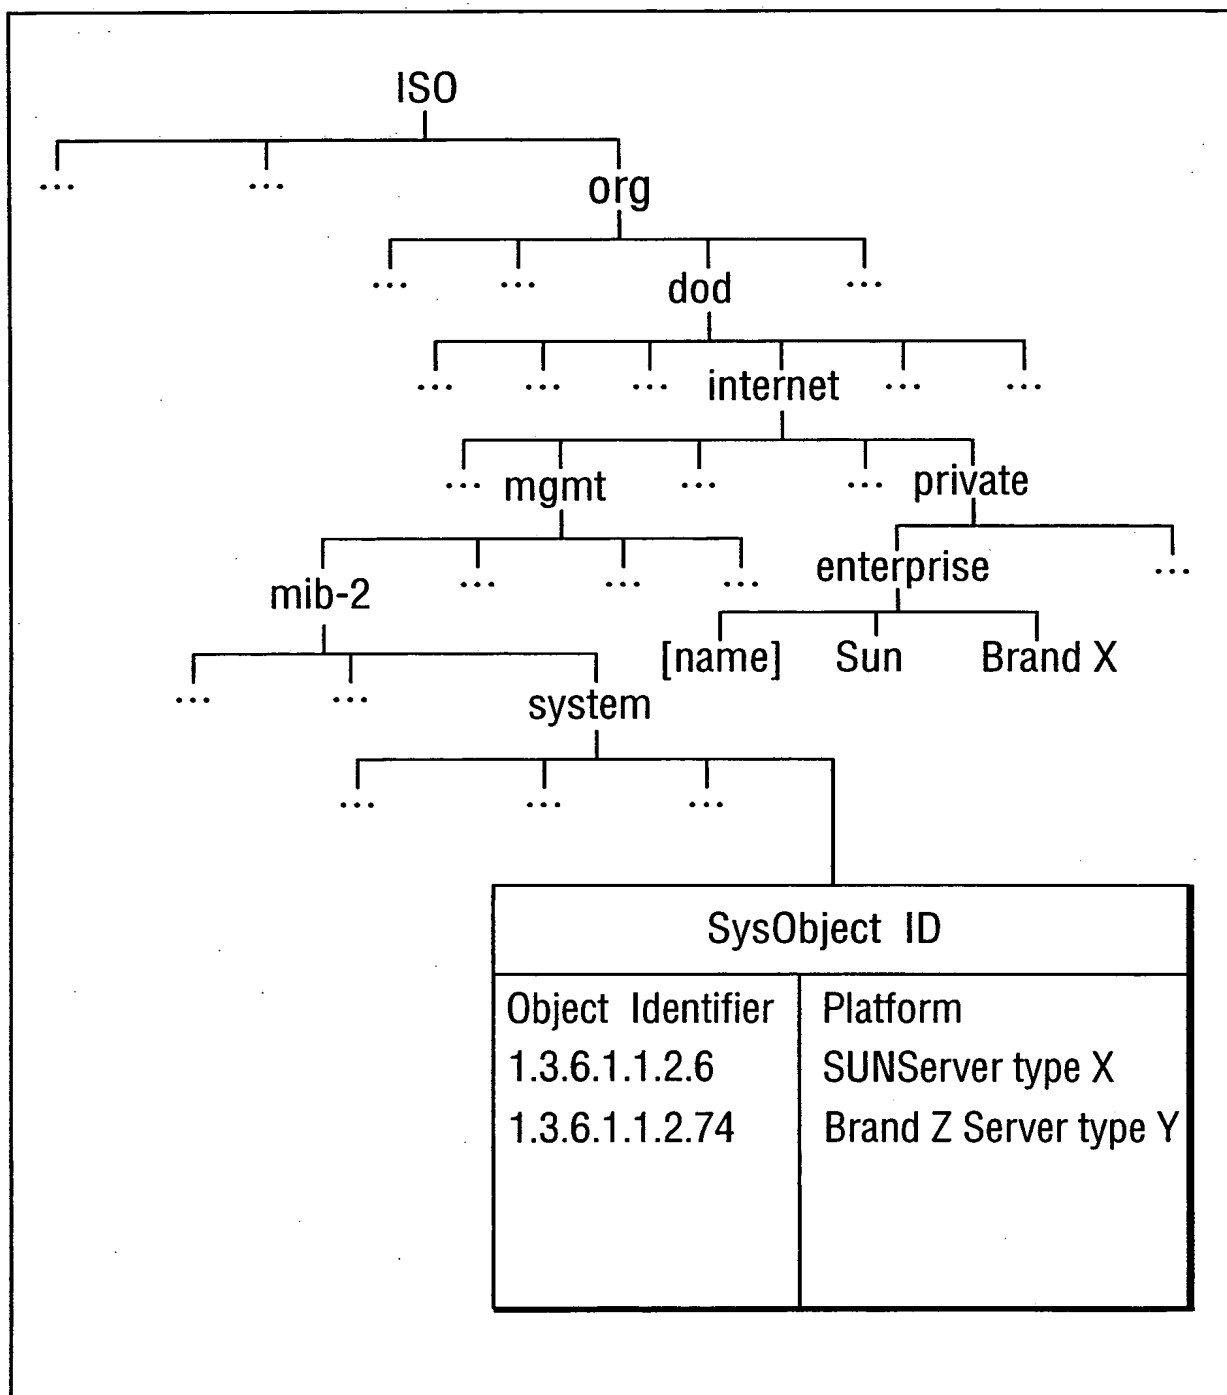 ISO
... ... org
... ... dod ...
... ... ... internet ... ...
... mgmt ... ... private
mib-2 ... ... ... enterprise ...
[name] Sun Brand X
... ... system
... ... ...
SysObject ID
Object Identifier Platform
1.3.6.1.1.2.6 SUNServer type X
1.3.6.1.1.2.74 Brand Z Server type Y